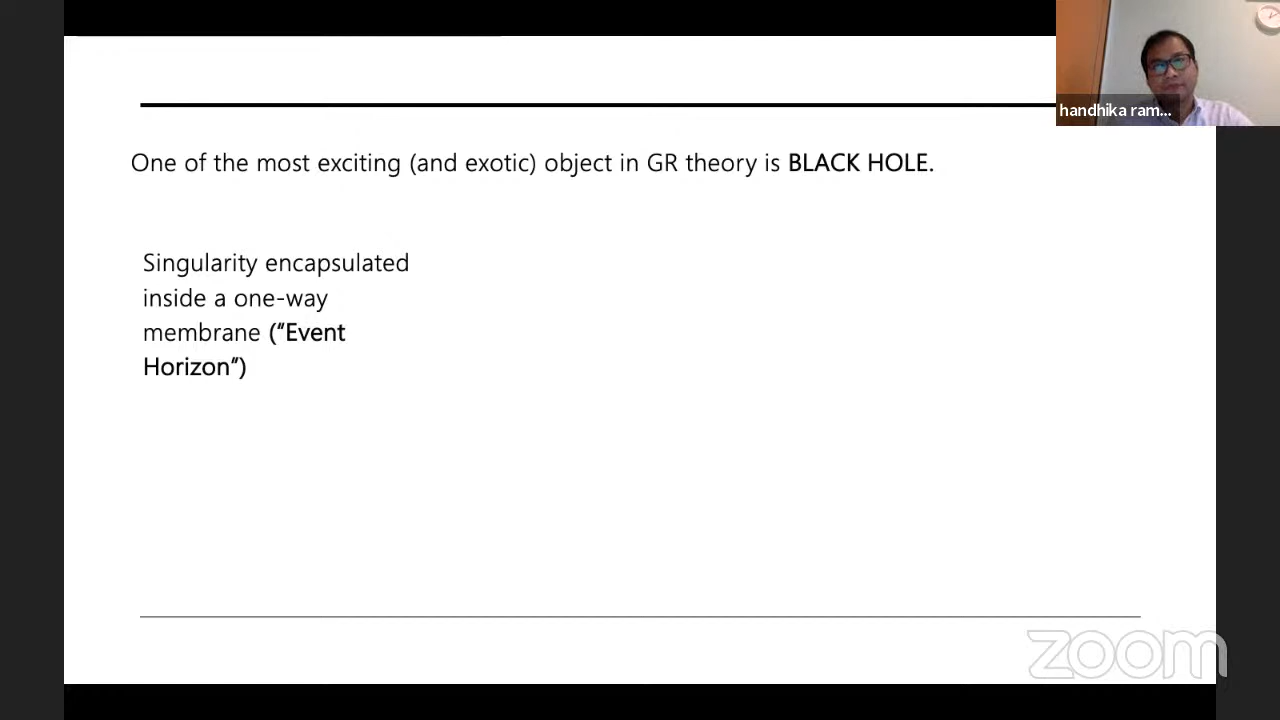 handhika ram...
One of the most exciting (and exotic) object in GR theory is BLACK HOLE.
Singularity encapsulated
inside a one-way
membrane (“Event
Horizon”)
zoom